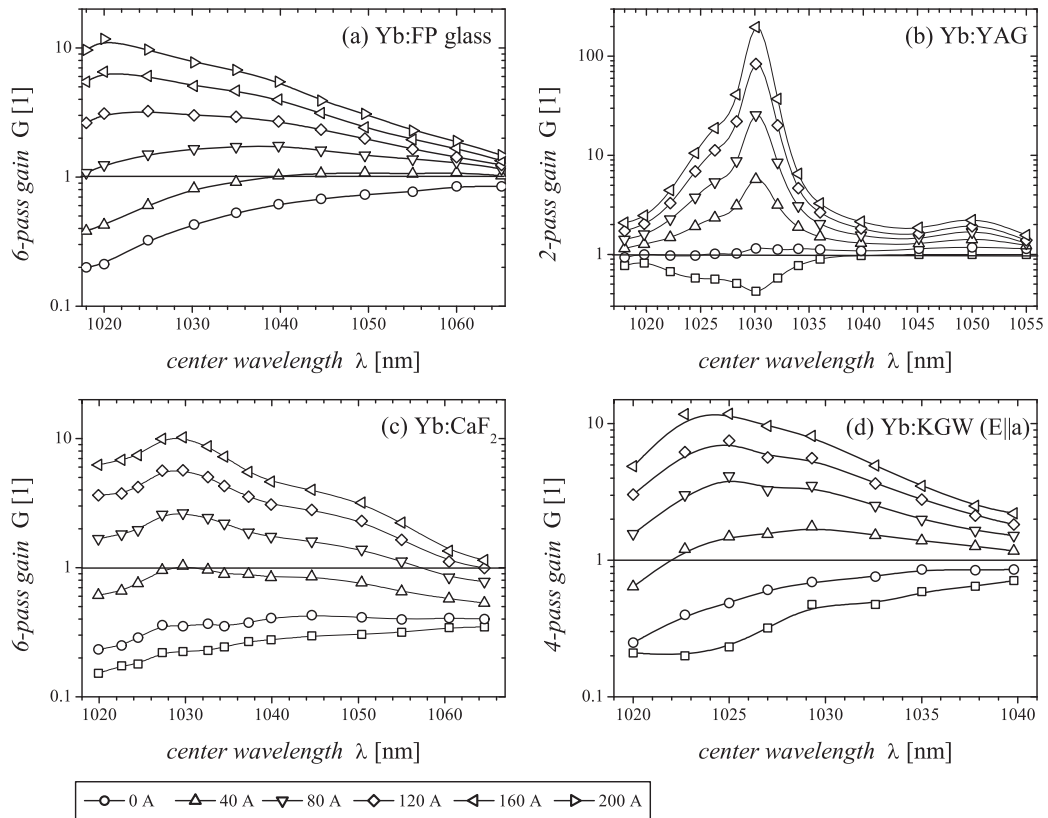 (a) Yb:FP glass
6-pass gain G [1]
10
1
0.1
1020 1030 1040 1050 1060
center wavelength λ [nm]
(b) Yb:YAG
2-pass gain G [1]
100
10
1
1020 1025 1030 1035 1040 1045 1050 1055
center wavelength λ [nm]
(c) Yb:CaF2
6-pass gain G [1]
10
1
0.1
1020 1030 1040 1050 1060
center wavelength λ [nm]
(d) Yb:KGW (E||a)
4-pass gain G [1]
10
1
0.1
1020 1025 1030 1035 1040
center wavelength λ [nm]
0 A 40 A 80 A 120 A 160 A 200 A